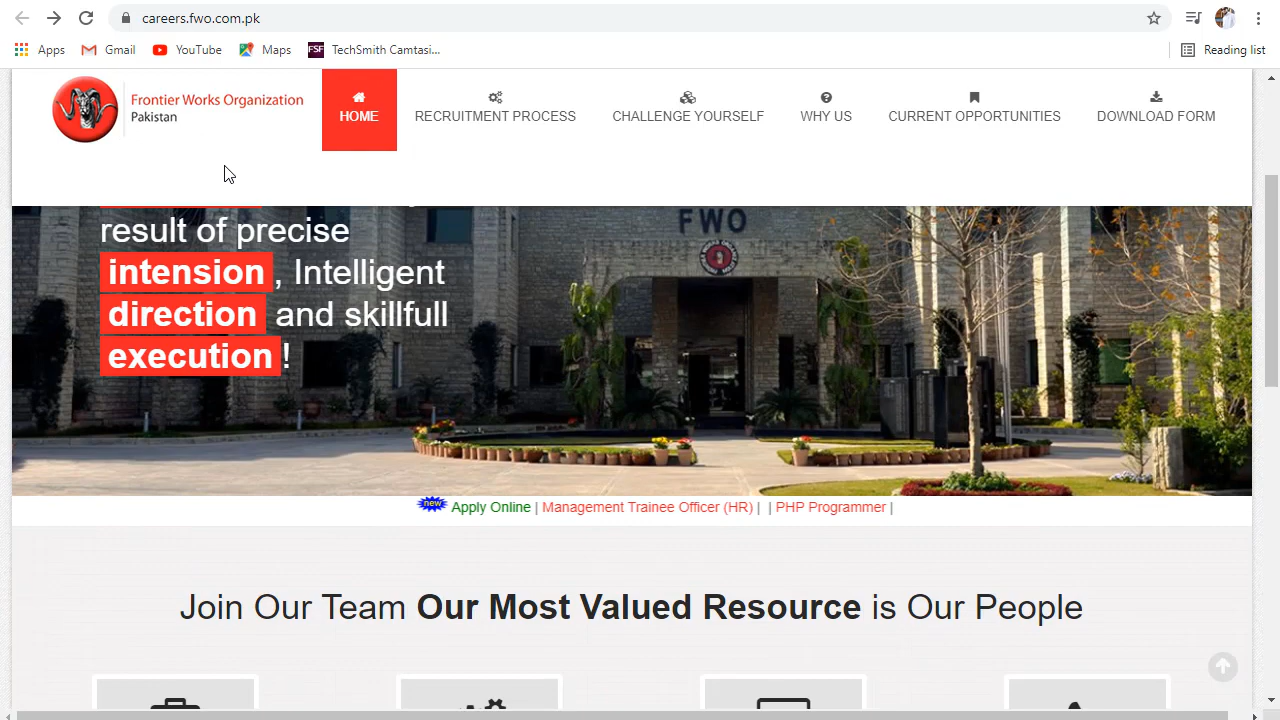 careers.fwo.com.pk
Apps Gmail YouTube Maps FSF TechSmith Camtasi... Reading list
Frontier Works Organization
Pakistan
HOME RECRUITMENT PROCESS CHALLENGE YOURSELF WHY US CURRENT OPPORTUNITIES DOWNLOAD FORM
FWO
result of precise
intension , Intelligent
direction and skillfull
execution !
new Apply Online | Management Trainee Officer (HR) | | PHP Programmer |
Join Our Team Our Most Valued Resource is Our People